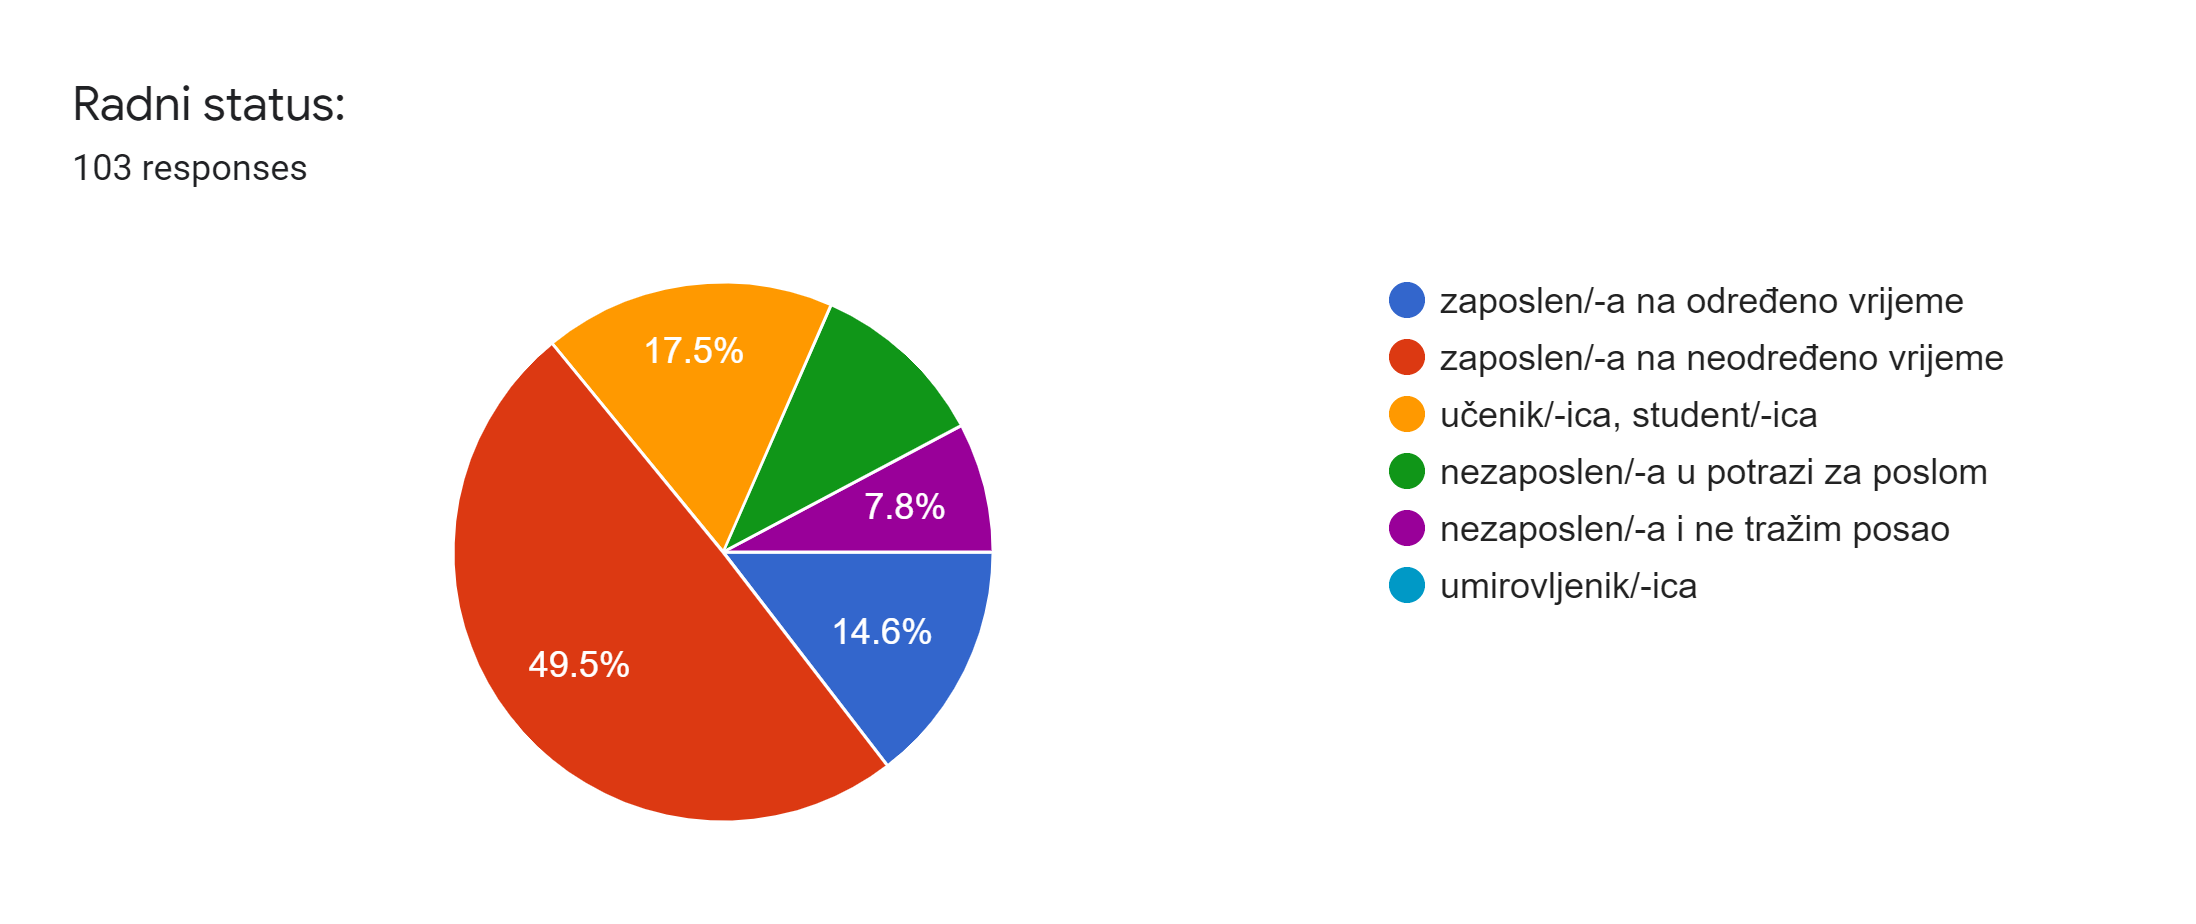 Radni status:
103 responses
17.5%
7.8%
14.6%
49.5%
zaposlen/-a na određeno vrijeme
zaposlen/-a na neodređeno vrijeme
učenik/-ica, student/-ica
nezaposlen/-a u potrazi za poslom
nezaposlen/-a i ne tražim posao
umirovljenik/-ica